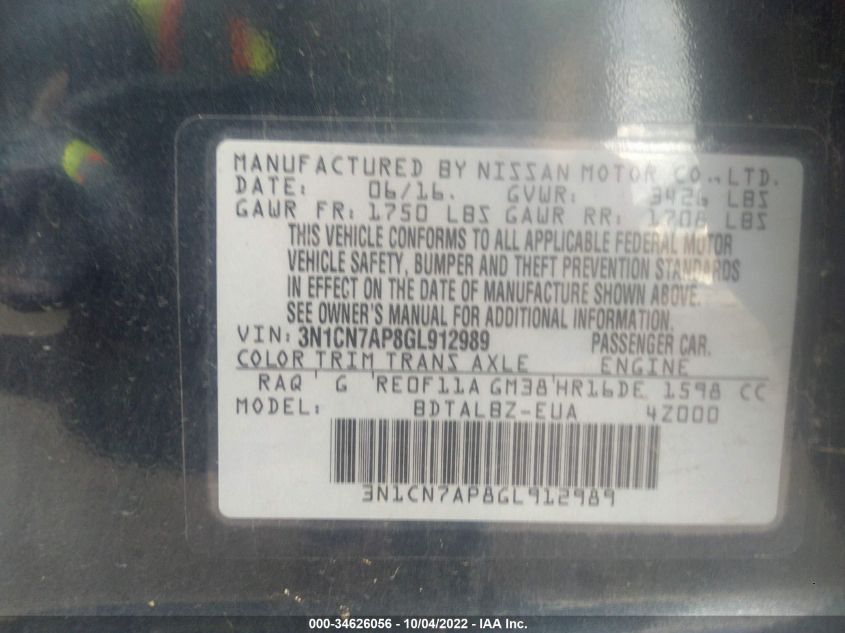 MANUFACTURED BY NISSAN MOTOR CO., LTD.
DATE: 06/16. GVWR: 3426 LBS
GAWR FR: 1750 LBS GAWR RR: 1708 LBS
THIS VEHICLE CONFORMS TO ALL APPLICABLE FEDERAL MOTOR
VEHICLE SAFETY, BUMPER AND THEFT PREVENTION STANDARDS
IN EFFECT ON THE DATE OF MANUFACTURE SHOWN ABOVE.
SEE OWNER'S MANUAL FOR ADDITIONAL INFORMATION.
VIN: 3N1CN7AP8GL912989 PASSENGER CAR.
COLOR TRIM TRANS AXLE ENGINE
RAQ G RE0F11A GM38 HR16DE 1598 CC
MODEL: BDTALBZ-EUA 4Z000
3N1CN7AP8GL912989
000-34626056 - 10/04/2022 - IAA Inc.